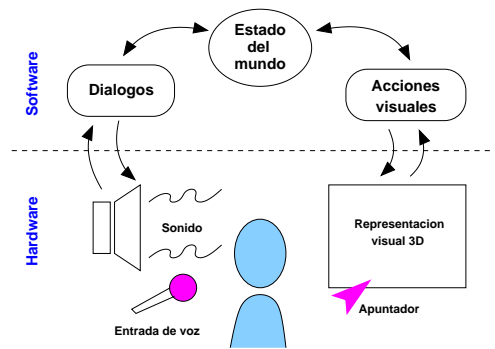 Estado
del
mundo
Dialogos
Acciones
visuales
Software
Hardware
Sonido
Representacion
visual 3D
Apuntador
Entrada de voz